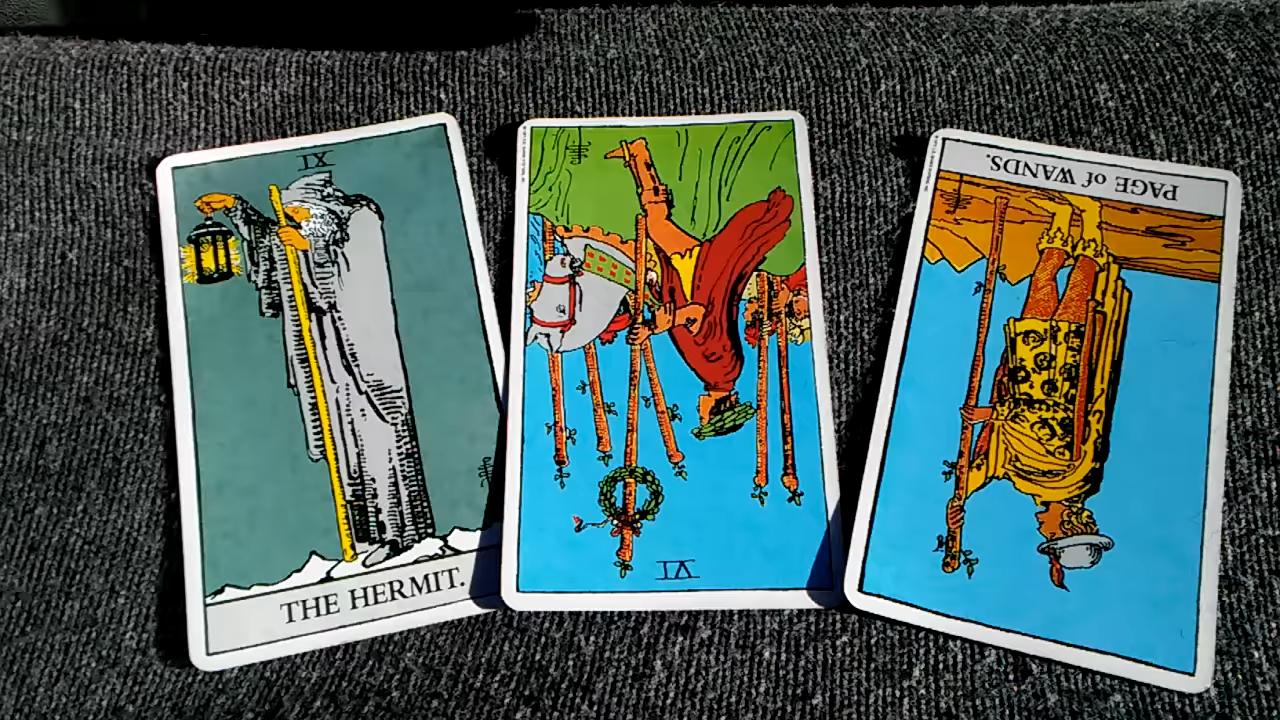 IX
THE HERMIT.
VI
PAGE of WANDS.